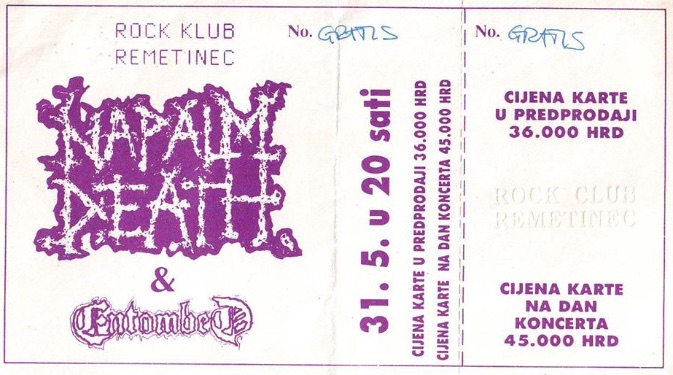 ROCK KLUB
REMETINEC
NAPALM
DEATH
&
Entombed
No. GRATIS
31. 5. u 20 sati
CIJENA KARTE U PREDPRODAJI 36.000 HRD
CIJENA KARTE NA DAN KONCERTA 45.000 HRD
No. GRATIS
CIJENA KARTE
U PREDPRODAJI
36.000 HRD
ROCK CLUB
REMETINEC
CIJENA KARTE
NA DAN
KONCERTA
45.000 HRD